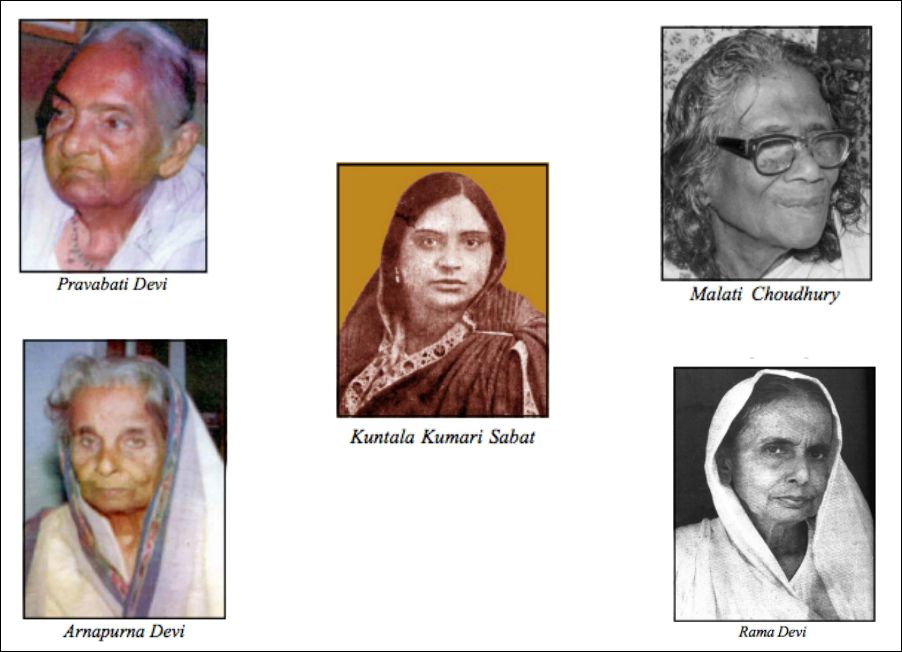 Pravabati Devi
Malati Choudhury
Kuntala Kumari Sabat
Arnapurna Devi
Rama Devi